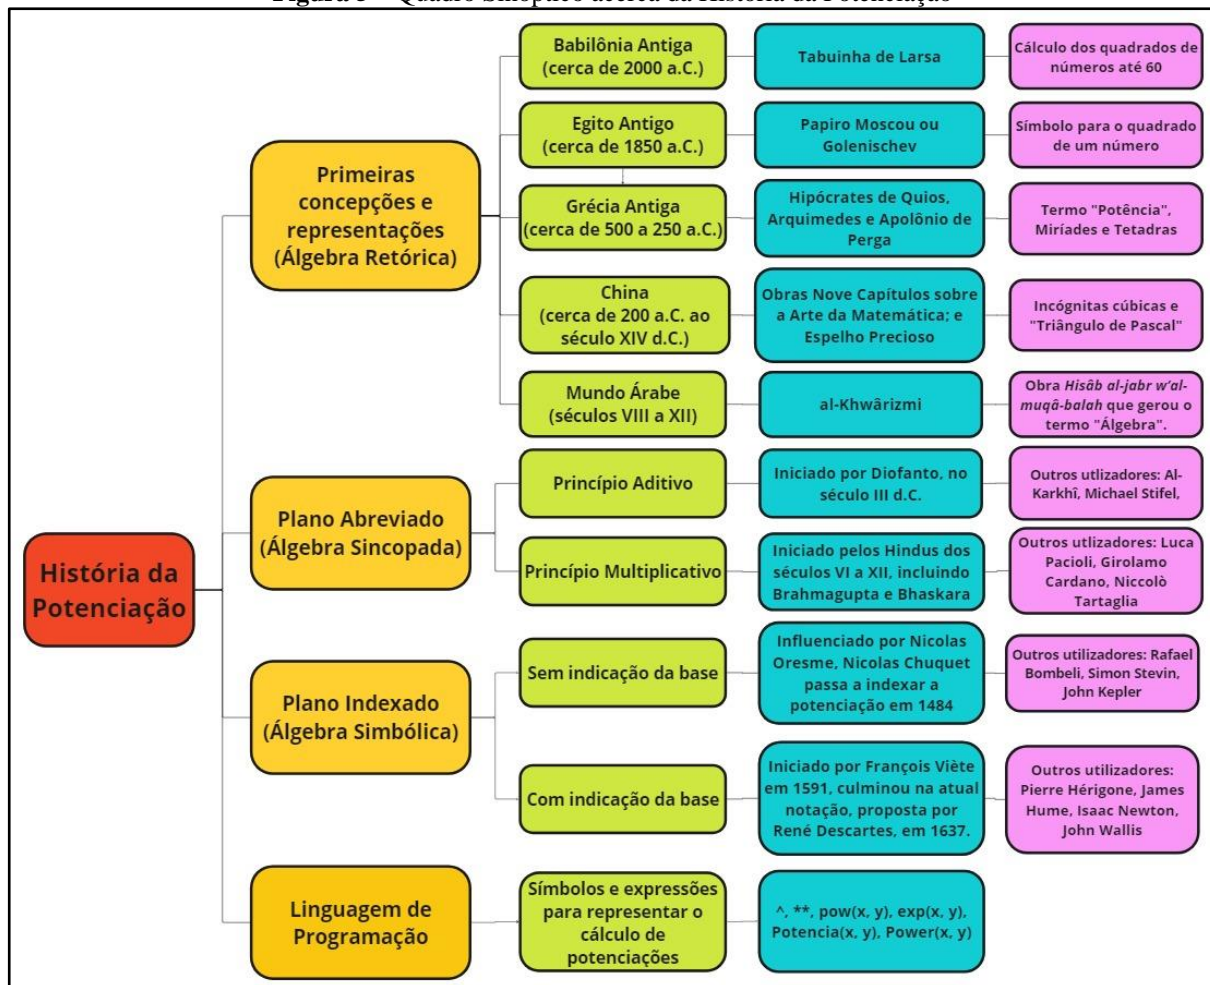 Figura 3 – Quadro Sinóptico acerca da História da Potenciação
História da
Potenciação
Primeiras
concepções e
representações
(Álgebra Retórica)
Babilônia Antiga
(cerca de 2000 a.C.)
Tabuinha de Larsa
Cálculo dos quadrados de
números até 60
Egito Antigo
(cerca de 1850 a.C.)
Papiro Moscou ou
Golenischev
Símbolo para o quadrado
de um número
Grécia Antiga
(cerca de 500 a 250 a.C.)
Hipócrates de Quios,
Arquimedes e Apolônio de
Perga
Termo "Potência",
Miríades e Tetadras
China
(cerca de 200 a.C. ao
século XIV d.C.)
Obras Nove Capítulos sobre
a Arte da Matemática; e
Espelho Precioso
Incógnitas cúbicas e
"Triângulo de Pascal"
Mundo Árabe
(séculos VIII a XII)
al-Khwârizmi
Obra Hisâb al-jabr w'al-
muqâ-balah que gerou o
termo "Álgebra".
Plano Abreviado
(Álgebra Sincopada)
Princípio Aditivo
Iniciado por Diofanto, no
século III d.C.
Outros utlizadores: Al-
Karkhî, Michael Stifel,
Princípio Multiplicativo
Iniciado pelos Hindus dos
séculos VI a XII, incluindo
Brahmagupta e Bhaskara
Outros utlizadores: Luca
Pacioli, Girolamo
Cardano, Niccolò
Tartaglia
Plano Indexado
(Álgebra Simbólica)
Sem indicação da base
Influenciado por Nicolas
Oresme, Nicolas Chuquet
passa a indexar a
potenciação em 1484
Outros utilizadores: Rafael
Bombeli, Simon Stevin,
John Kepler
Com indicação da base
Iniciado por François Viète
em 1591, culminou na atual
notação, proposta por
René Descartes, em 1637.
Outros utilizadores:
Pierre Hérigone, James
Hume, Isaac Newton,
John Wallis
Linguagem de
Programação
Símbolos e expressões
para representar o
cálculo de
potenciações
^, **, pow(x, y), exp(x, y),
Potencia(x, y), Power(x, y)